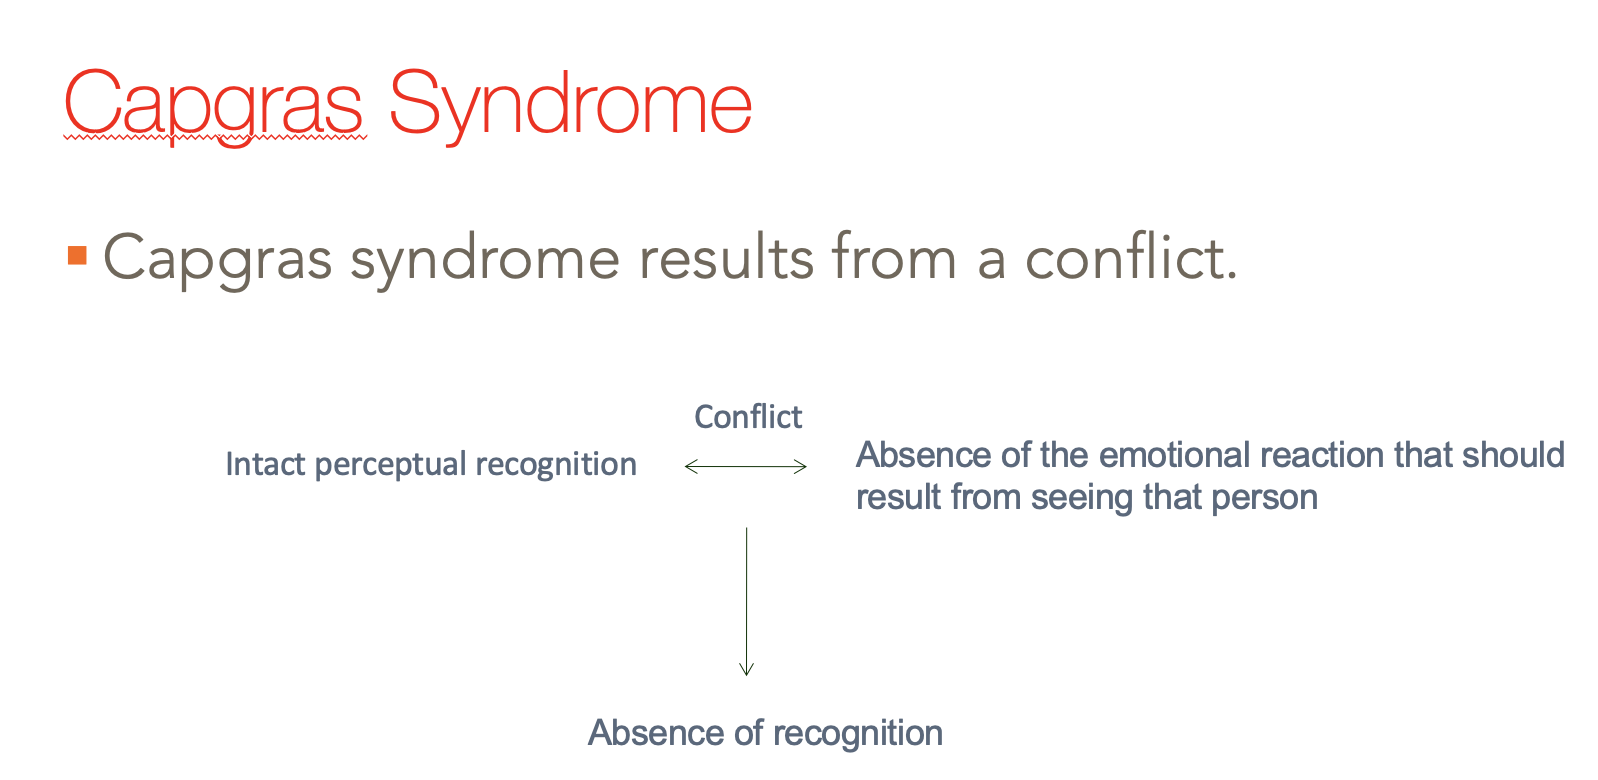 Capgras Syndrome
Capgras syndrome results from a conflict.
Conflict
Intact perceptual recognition
Absence of the emotional reaction that should
result from seeing that person
Absence of recognition